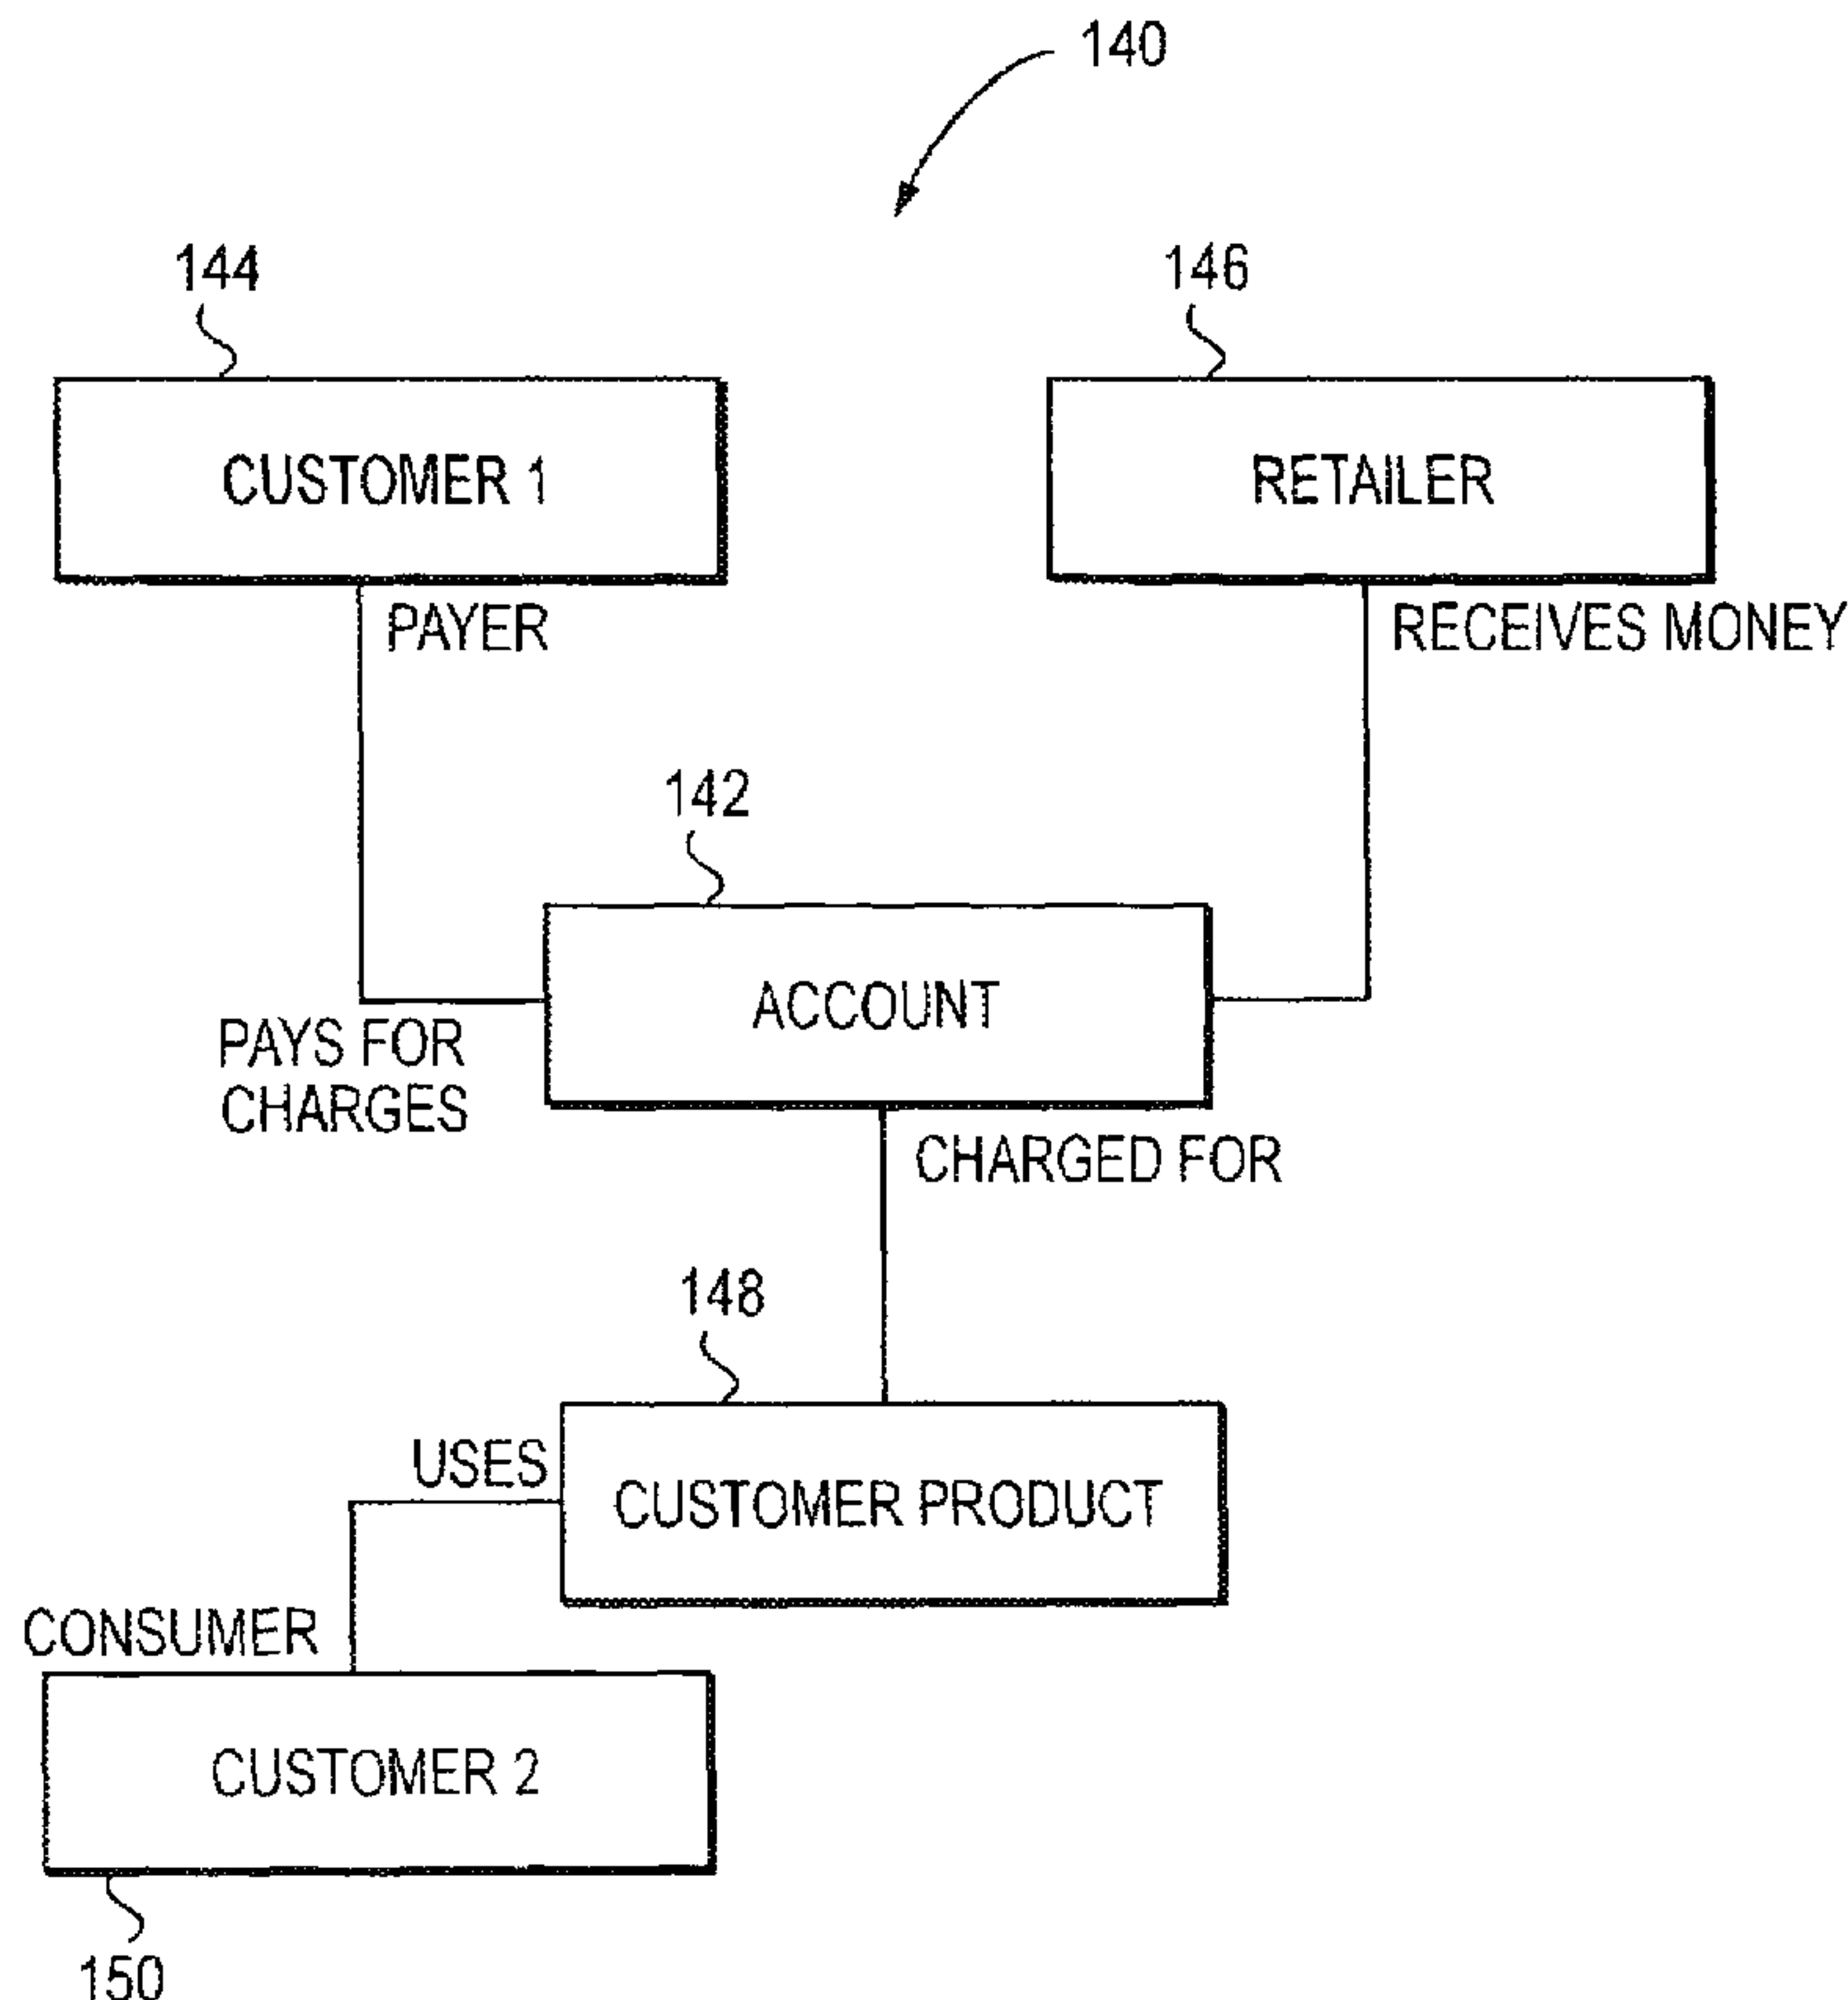 140
144
146
CUSTOMER 1
RETAILER
PAYER
RECEIVES MONEY
142
ACCOUNT
PAYS FOR
CHARGES
CHARGED FOR
148
USES
CUSTOMER PRODUCT
CONSUMER
CUSTOMER 2
150